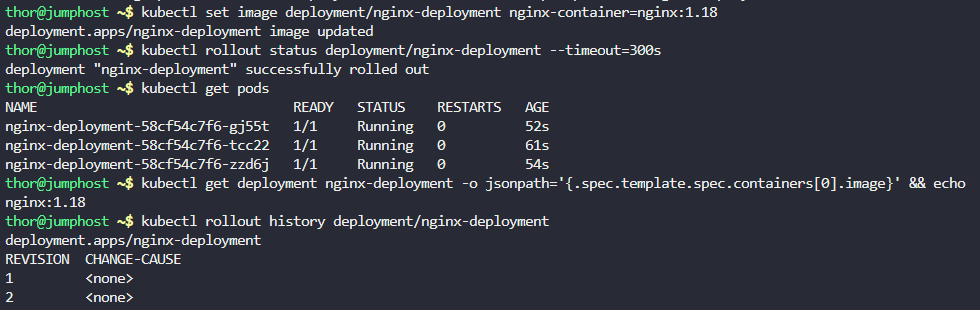 thor@jumphost ~$ kubectl set image deployment/nginx-deployment nginx-container=nginx:1.18
deployment.apps/nginx-deployment image updated
thor@jumphost ~$ kubectl rollout status deployment/nginx-deployment --timeout=300s
deployment "nginx-deployment" successfully rolled out
thor@jumphost ~$ kubectl get pods
NAME                                READY   STATUS    RESTARTS   AGE
nginx-deployment-58cf54c7f6-gj55t   1/1     Running   0          52s
nginx-deployment-58cf54c7f6-tcc22   1/1     Running   0          61s
nginx-deployment-58cf54c7f6-zzd6j   1/1     Running   0          54s
thor@jumphost ~$ kubectl get deployment nginx-deployment -o jsonpath='{.spec.template.spec.containers[0].image}' && echo
nginx:1.18
thor@jumphost ~$ kubectl rollout history deployment/nginx-deployment
deployment.apps/nginx-deployment
REVISION  CHANGE-CAUSE
1         <none>
2         <none>